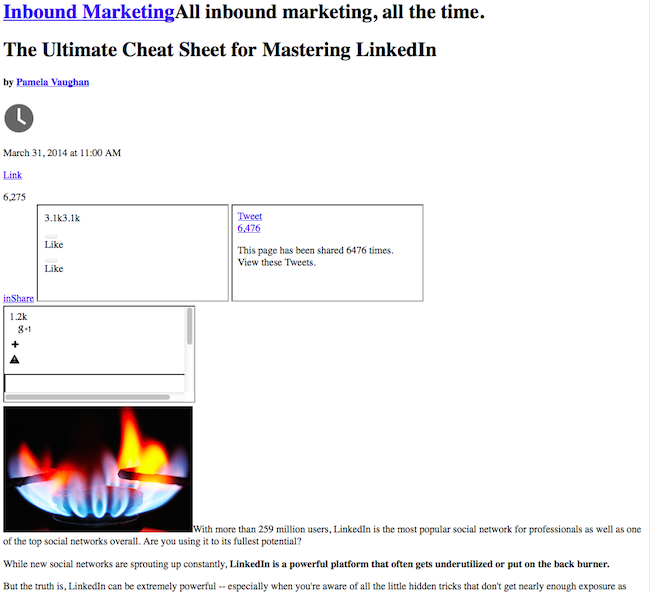 Inbound MarketingAll inbound marketing, all the time.
The Ultimate Cheat Sheet for Mastering LinkedIn
by Pamela Vaughan
March 31, 2014 at 11:00 AM
Link
6,275
inShare
3.1k3.1k
Like
Like
Tweet
6,476
This page has been shared 6476 times.
View these Tweets.
1.2k
g+1
With more than 259 million users, LinkedIn is the most popular social network for professionals as well as one
of the top social networks overall. Are you using it to its fullest potential?
While new social networks are sprouting up constantly, LinkedIn is a powerful platform that often gets underutilized or put on the back burner.
But the truth is, LinkedIn can be extremely powerful -- especially when you're aware of all the little hidden tricks that don't get nearly enough exposure as